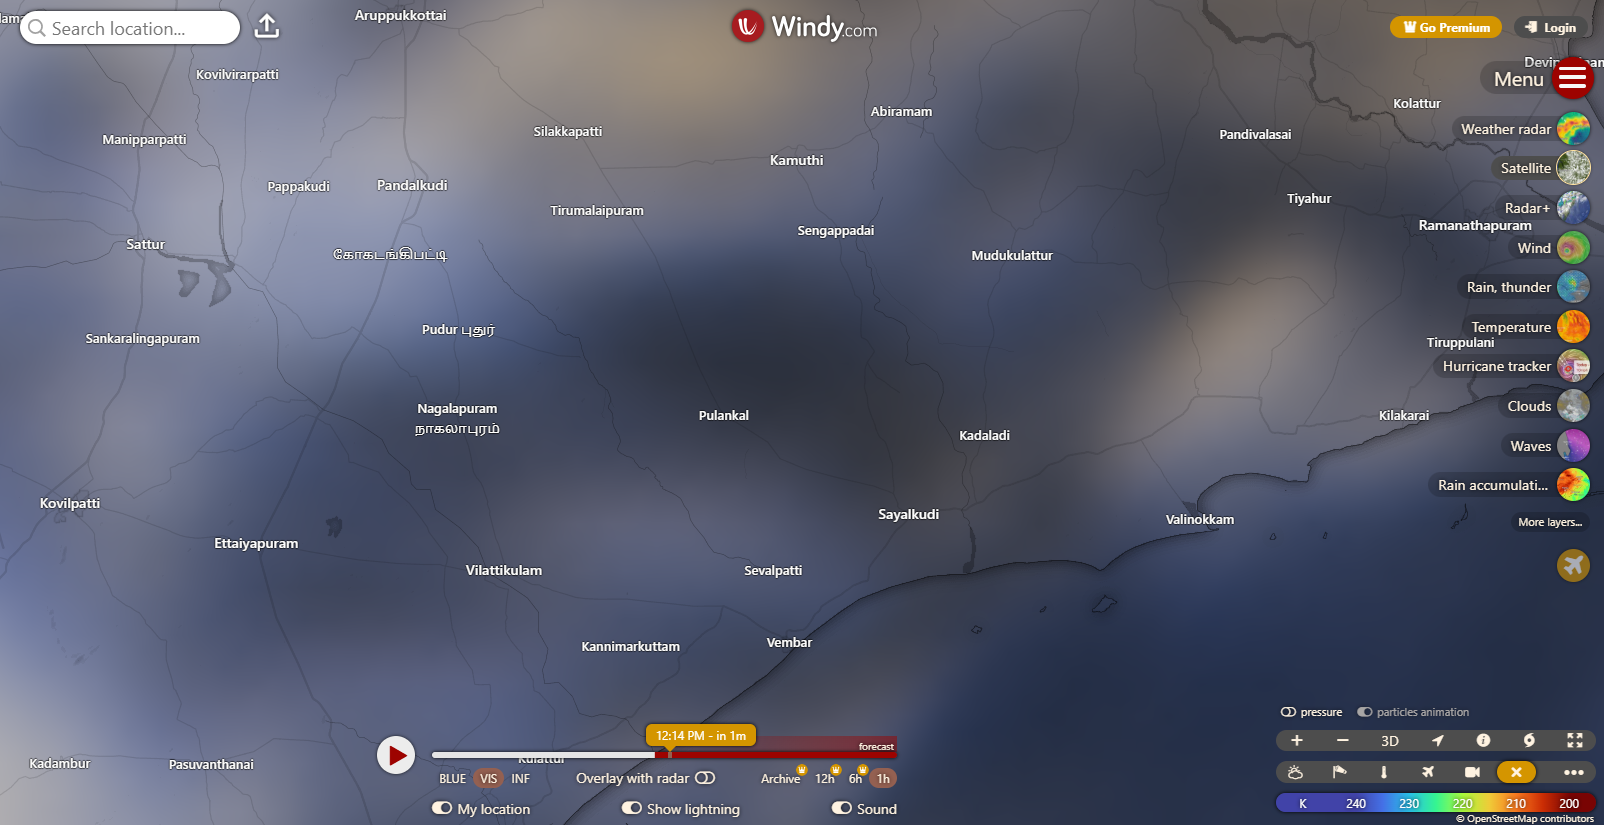 Aruppukkottai
Search location...
Windy.com
Go Premium
Login
Kovilvirarpatti
Menu
Kolattur
Abiramam
Silakkapatti
Pandivalasai
Weather radar
Manipparpatti
Kamuthi
Satellite
Pappakudi
Pandalkudi
Tiyahur
Radar+
Tirumalaipuram
Ramanathapuram
Sengappadai
Sattur
Wind
கோகடங்கிபட்டி
Mudukulattur
Rain, thunder
Temperature
Pudur புதூர்
Sankaralingapuram
Tiruppulani
Hurricane tracker
Nagalapuram
நாகலாபுரம்
Clouds
Pulankal
Kilakarai
Kadaladi
Waves
Rain accumulati...
Kovilpatti
Sayalkudi
Valinokkam
More layers...
Ettaiyapuram
Vilattikulam
Sevalpatti
Kannimarkuttam
Vembar
pressure
particles animation
12:14 PM - in 1m
forecast
3D
Kulattur
Kadambur
Pasuvanthanai
BLUE VIS INF
Overlay with radar
Archive 12h 6h 1h
My location
Show lightning
Sound
K 240 230 220 210 200
© OpenStreetMap contributors